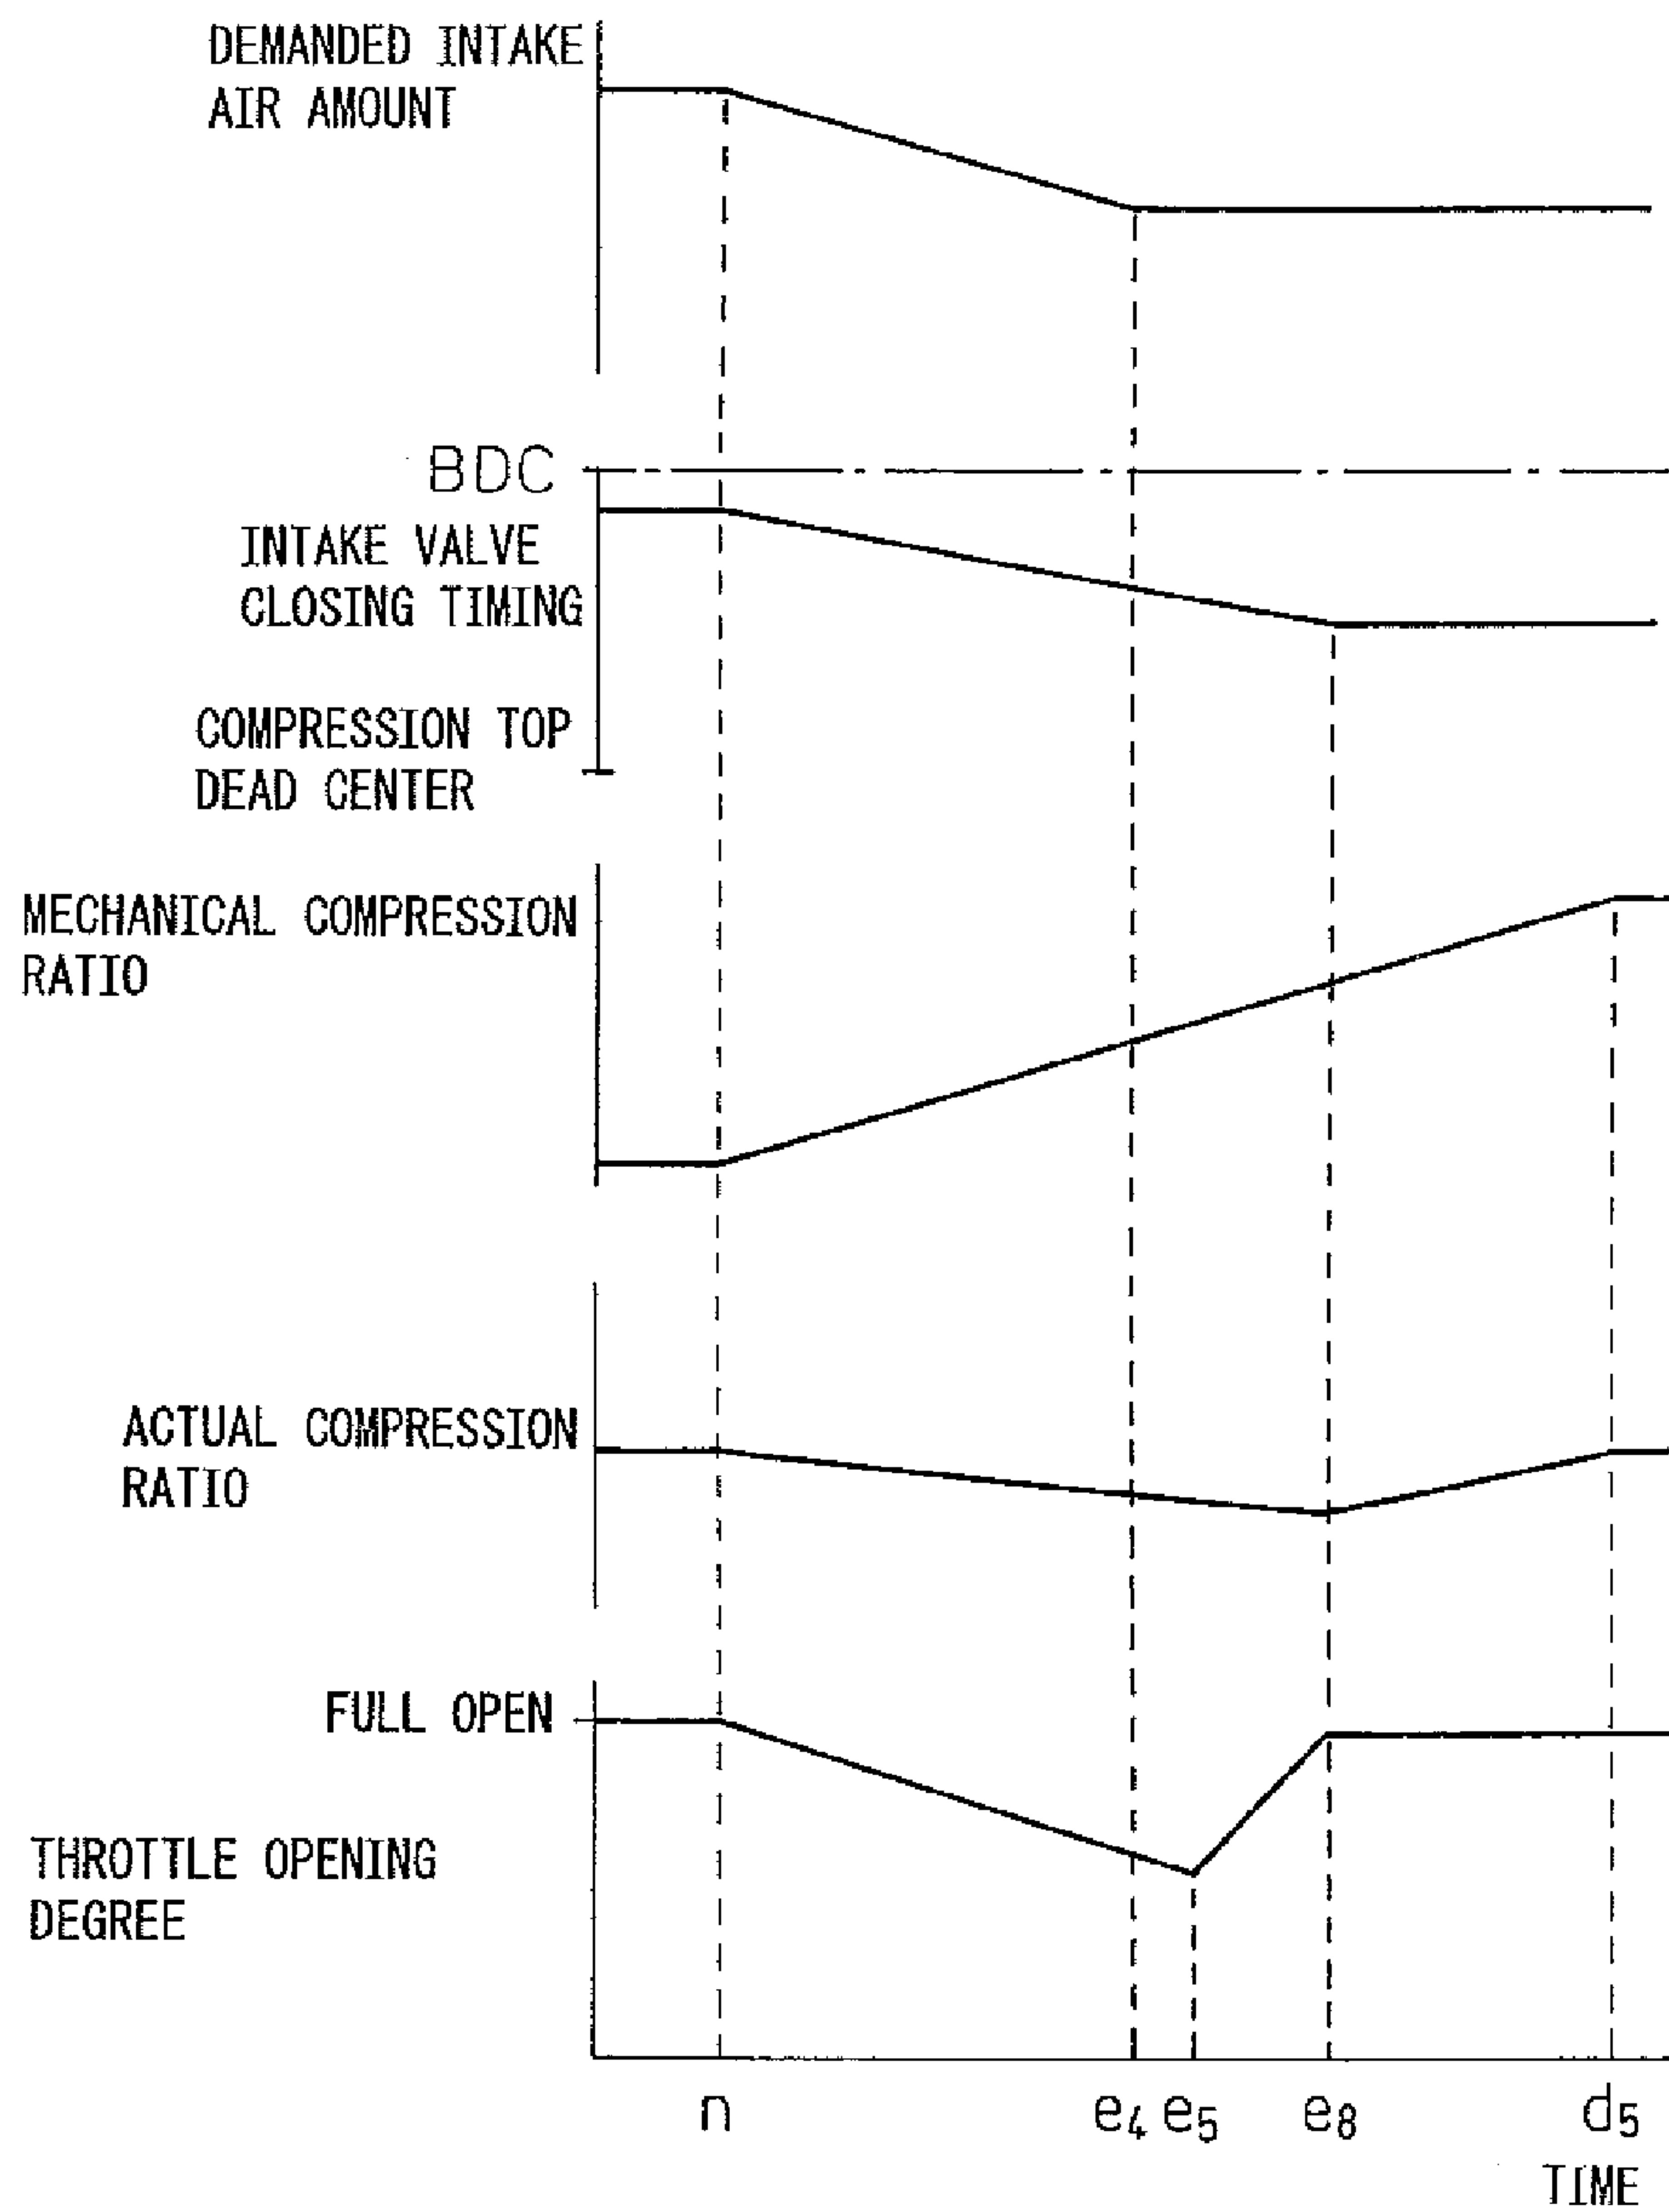 DEMANDED INTAKE
AIR AMOUNT
BDC
INTAKE VALVE
CLOSING TIMING
COMPRESSION TOP
DEAD CENTER
MECHANICAL COMPRESSION
RATIO
ACTUAL COMPRESSION
RATIO
FULL OPEN
THROTTLE OPENING
DEGREE
n e4 e5 e8 d5
TIME